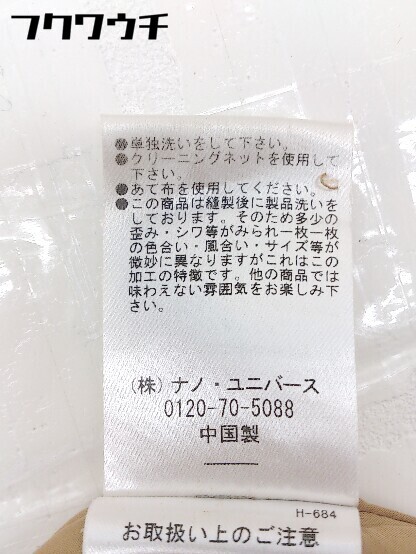 フクワウチ
●単独洗いをして下さい。
●クリーニングネットを使用して
下さい。
●あて布を使用してください。
●この商品は縫製後に製品洗いを
しております。そのため多少の
歪み・シワ等がみられ一枚一枚
の色合い・風合い・サイズ等が
微妙に異なりますがこれはこの
加工の特徴です。他の商品では
味わえない雰囲気をお楽しみ下
さい。
(株)ナノ・ユニバース
0120-70-5088
中国製
H-684
お取扱い上のご注意